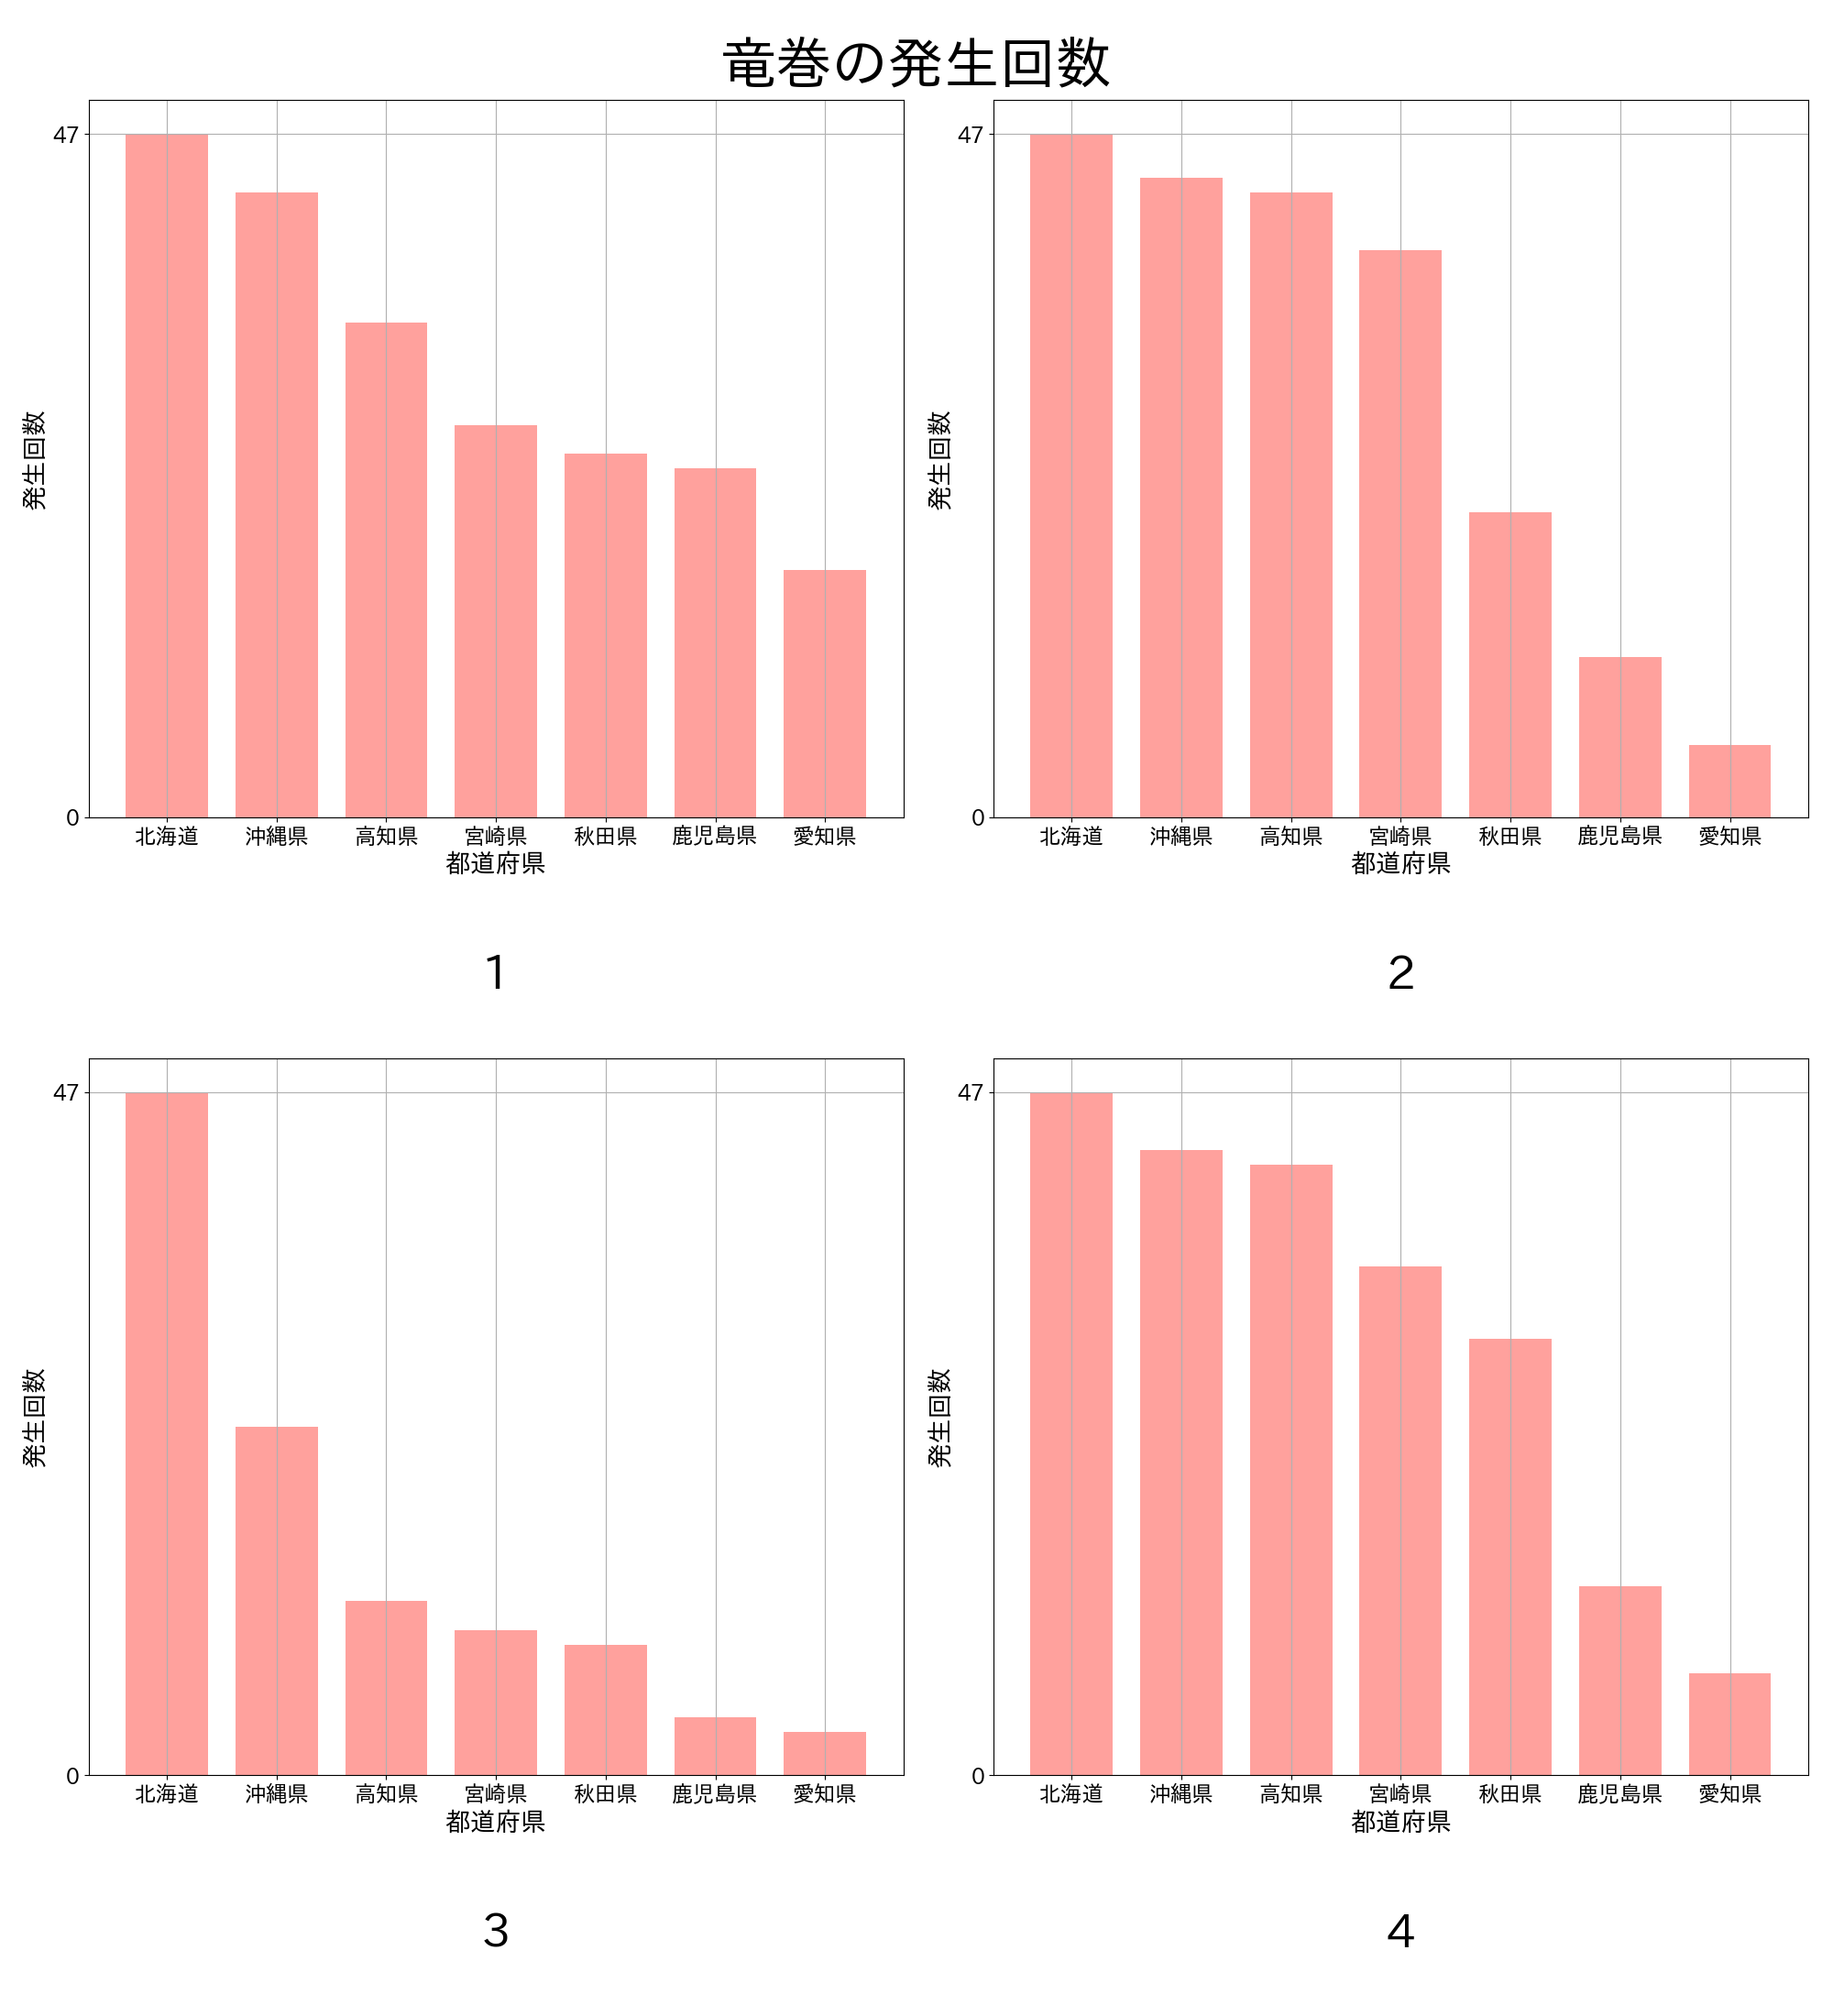 竜巻の発生回数
47
0
発生回数
北海道 沖縄県 高知県 宮崎県 秋田県 鹿児島県 愛知県
都道府県
1
47
0
発生回数
北海道 沖縄県 高知県 宮崎県 秋田県 鹿児島県 愛知県
都道府県
2
47
0
発生回数
北海道 沖縄県 高知県 宮崎県 秋田県 鹿児島県 愛知県
都道府県
3
47
0
発生回数
北海道 沖縄県 高知県 宮崎県 秋田県 鹿児島県 愛知県
都道府県
4